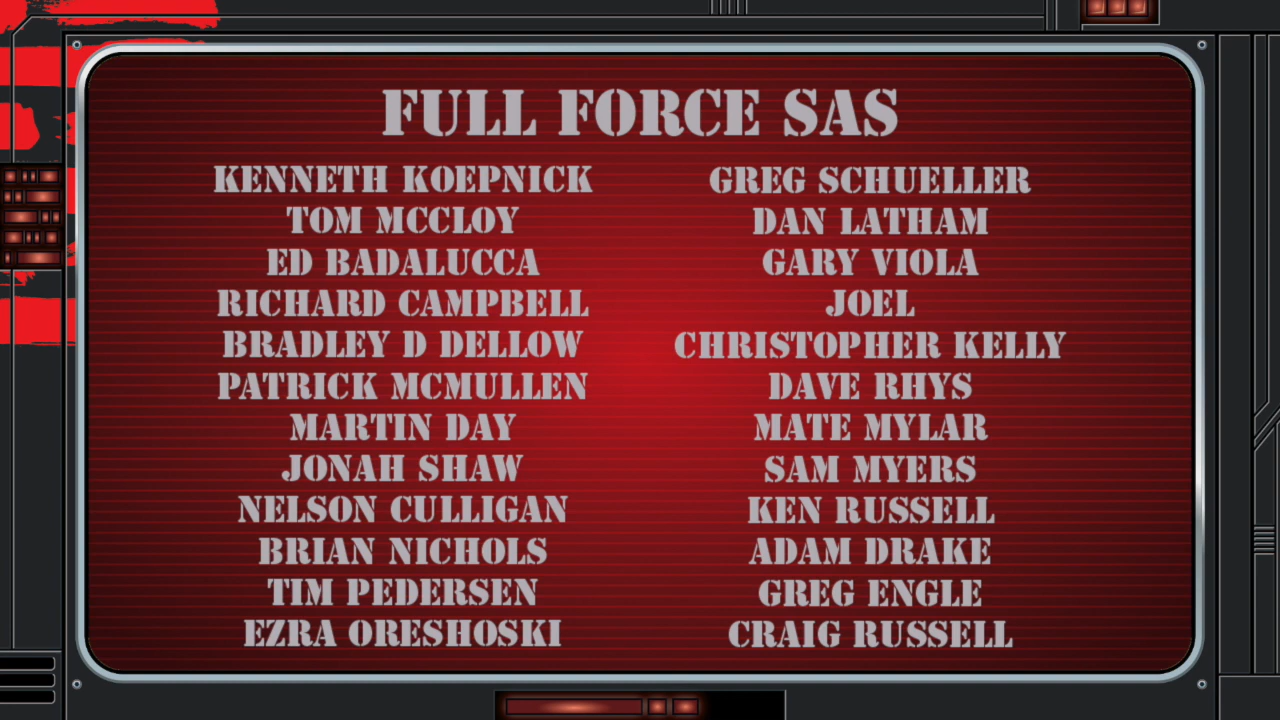 FULL FORCE SAS
KENNETH KOEPNICK
TOM MCCLOY
ED BADALUCCA
RICHARD CAMPBELL
BRADLEY D DELLOW
PATRICK MCMULLEN
MARTIN DAY
JONAH SHAW
NELSON CULLIGAN
BRIAN NICHOLS
TIM PEDERSEN
EZRA ORESHOSKI
GREG SCHUELLER
DAN LATHAM
GARY VIOLA
JOEL
CHRISTOPHER KELLY
DAVE RHYS
MATE MYLAR
SAM MYERS
KEN RUSSELL
ADAM DRAKE
GREG ENGLE
CRAIG RUSSELL